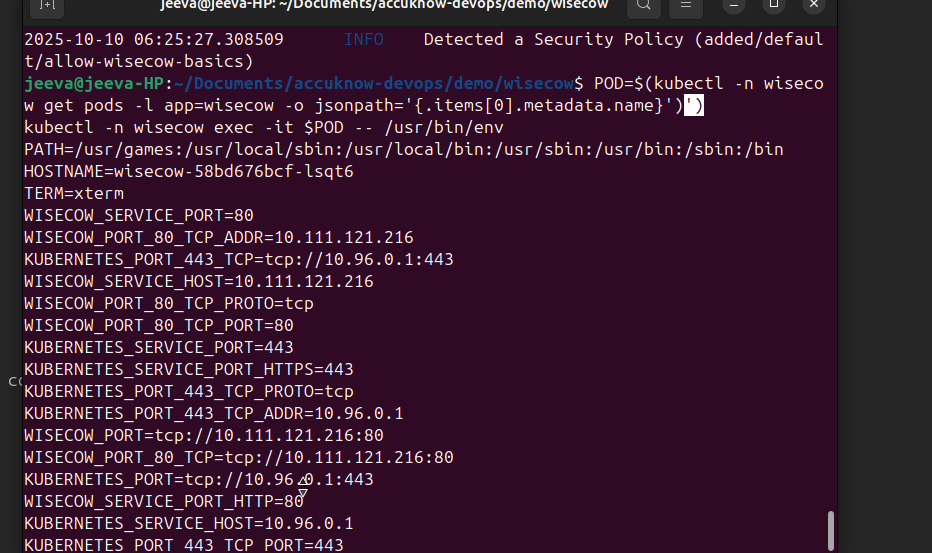 jeeva@jeeva-HP: ~/Documents/accuknow-devops/demo/wisecow
2025-10-10 06:25:27.308509 INFO Detected a Security Policy (added/defaul
t/allow-wisecow-basics)
jeeva@jeeva-HP:~/Documents/accuknow-devops/demo/wisecow$ POD=$(kubectl -n wiseco
w get pods -l app=wisecow -o jsonpath='{.items[0].metadata.name}')')
kubectl -n wisecow exec -it $POD -- /usr/bin/env
PATH=/usr/games:/usr/local/sbin:/usr/local/bin:/usr/sbin:/usr/bin:/sbin:/bin
HOSTNAME=wisecow-58bd676bcf-lsqt6
TERM=xterm
WISECOW_SERVICE_PORT=80
WISECOW_PORT_80_TCP_ADDR=10.111.121.216
KUBERNETES_PORT_443_TCP=tcp://10.96.0.1:443
WISECOW_SERVICE_HOST=10.111.121.216
WISECOW_PORT_80_TCP_PROTO=tcp
WISECOW_PORT_80_TCP_PORT=80
KUBERNETES_SERVICE_PORT=443
KUBERNETES_SERVICE_PORT_HTTPS=443
KUBERNETES_PORT_443_TCP_PROTO=tcp
KUBERNETES_PORT_443_TCP_ADDR=10.96.0.1
WISECOW_PORT=tcp://10.111.121.216:80
WISECOW_PORT_80_TCP=tcp://10.111.121.216:80
KUBERNETES_PORT=tcp://10.96.0.1:443
WISECOW_SERVICE_PORT_HTTP=80
KUBERNETES_SERVICE_HOST=10.96.0.1
KUBERNETES_PORT_443_TCP_PORT=443